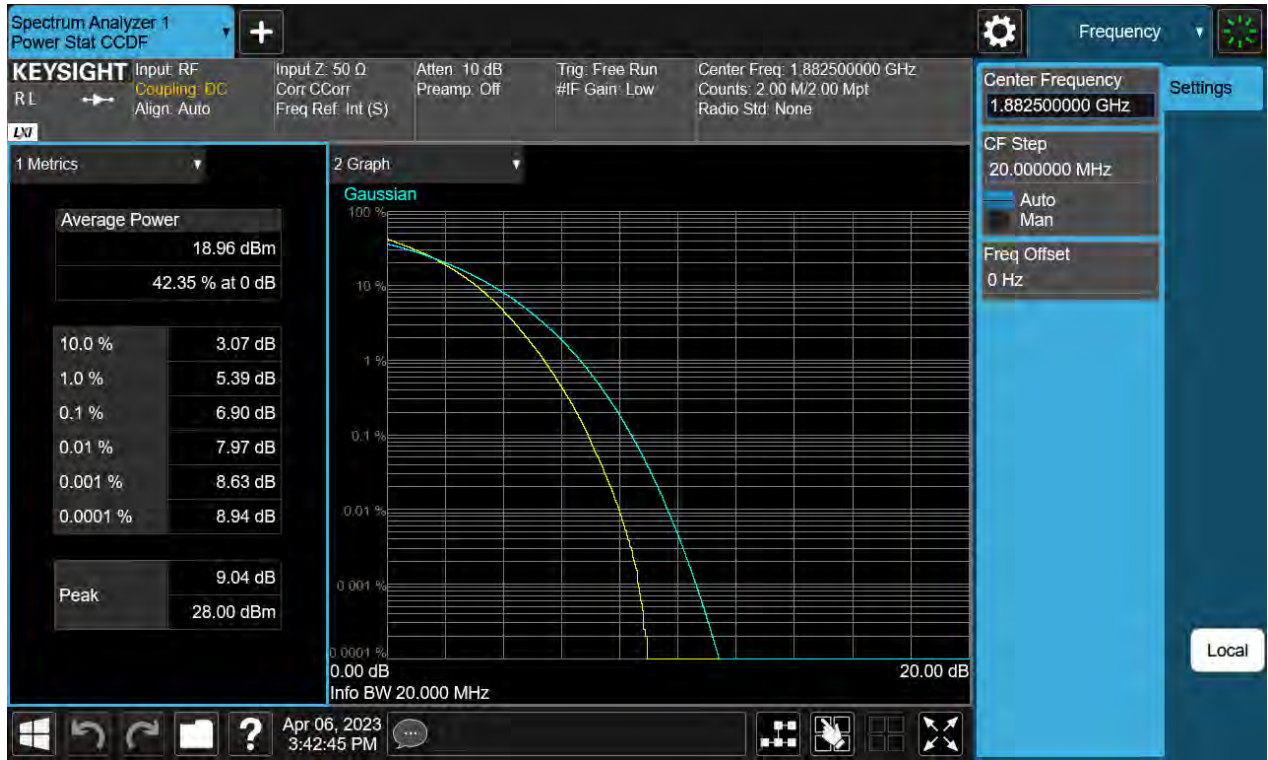 Spectrum Analyzer 1
Power Stat CCDF
Frequency
KEYSIGHT
RL
LXI
Input: RF
Coupling: DC
Align: Auto
Input Z: 50 Ω
Corr CCorr
Freq Ref: Int (S)
Atten: 10 dB
Preamp: Off
Trig: Free Run
#IF Gain: Low
Center Freq: 1.882500000 GHz
Counts: 2.00 M/2.00 Mpt
Radio Std: None
Center Frequency
1.882500000 GHz
Settings
CF Step
20.000000 MHz
Auto
Man
Freq Offset
0 Hz
1 Metrics
Average Power
18.96 dBm
42.35 % at 0 dB
10.0 % 3.07 dB
1.0 % 5.39 dB
0.1 % 6.90 dB
0.01 % 7.97 dB
0.001 % 8.63 dB
0.0001 % 8.94 dB
Peak
9.04 dB
28.00 dBm
2 Graph
Gaussian
100 %
10 %
1 %
0.1 %
0.01 %
0.001 %
0.0001 %
0.00 dB 20.00 dB
Info BW 20.000 MHz
Local
Apr 06, 2023
3:42:45 PM